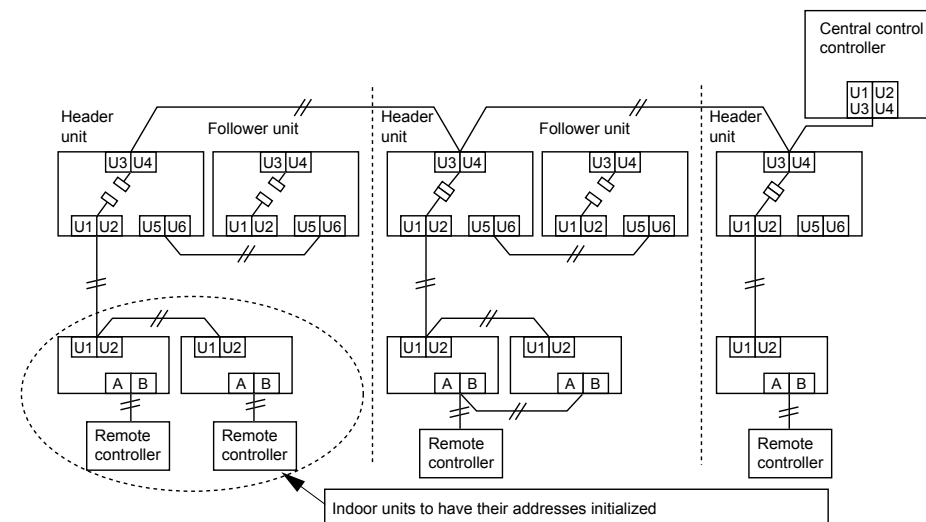 Central control
controller
U1 U2
U3 U4
Header
unit
Follower unit
Header
unit
Follower unit
Header
unit
U3 U4
U3 U4
U3 U4
U3 U4
U3 U4
U1 U2
U5 U6
U1 U2
U5 U6
U1 U2
U5 U6
U1 U2
U5 U6
U1 U2
U5 U6
U1 U2
U1 U2
U1 U2
U1 U2
U1 U2
A B
A B
A B
A B
A B
Remote
controller
Remote
controller
Remote
controller
Remote
controller
Indoor units to have their addresses initialized